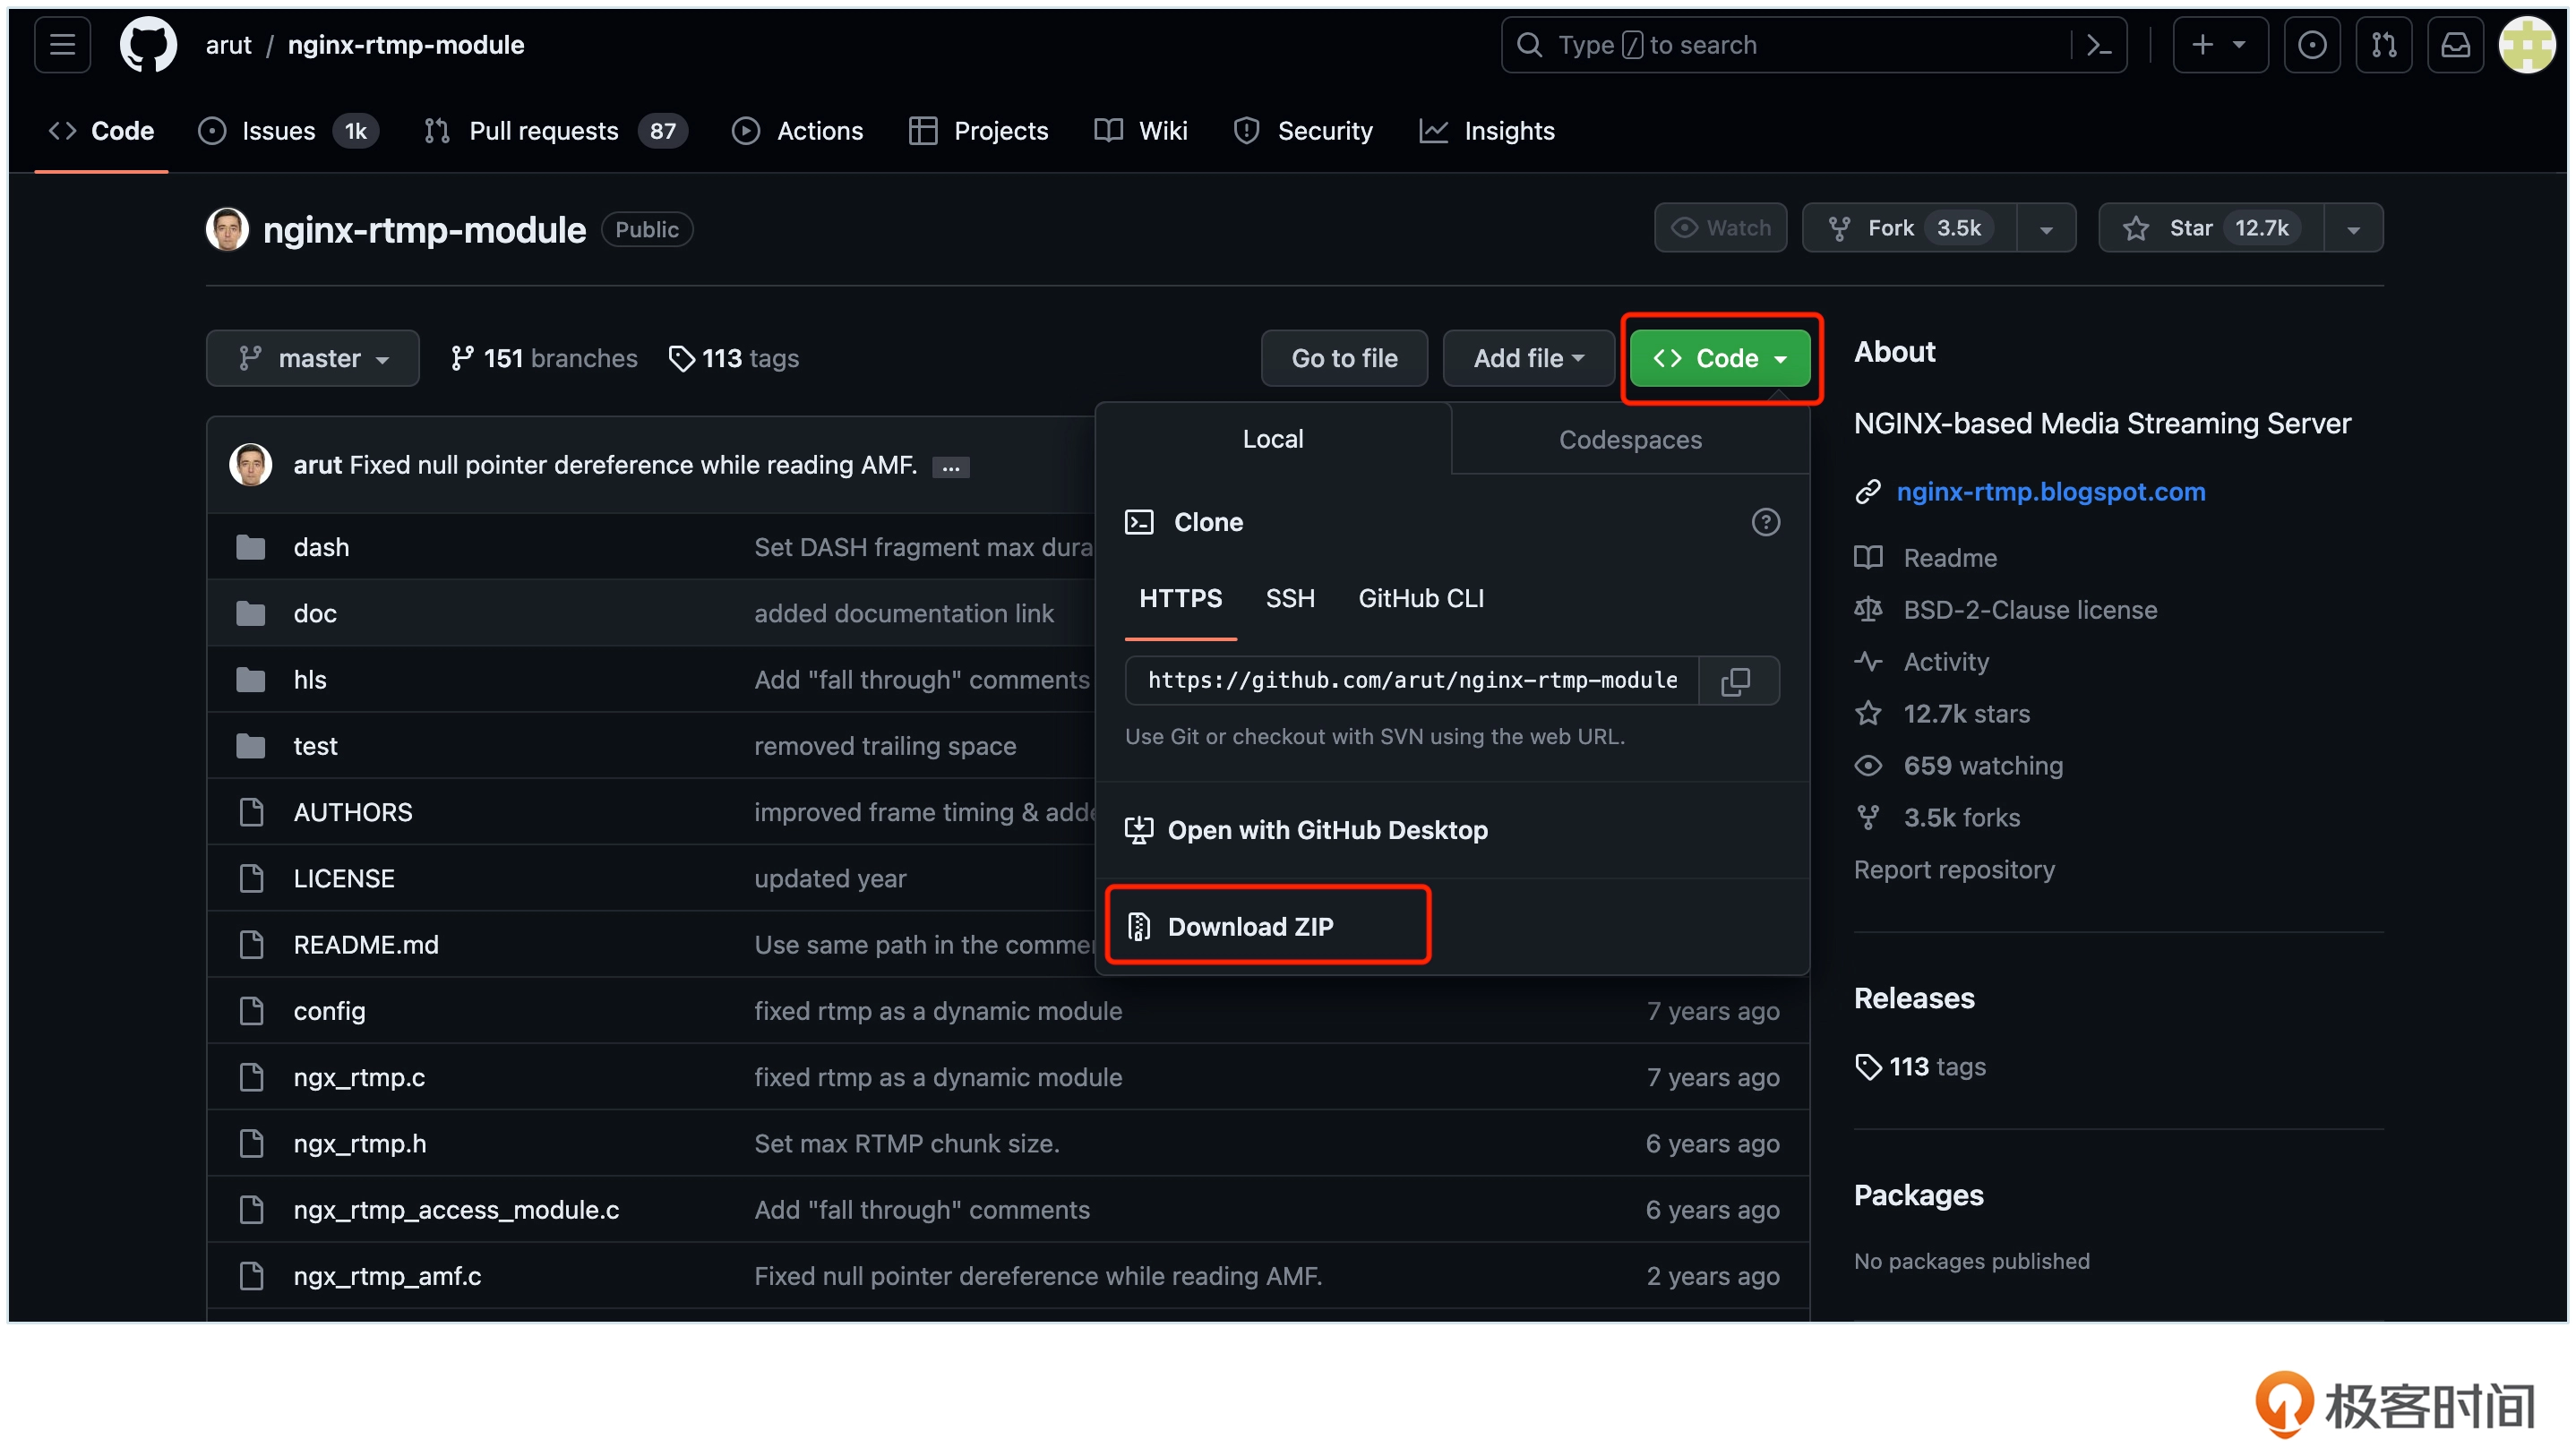 arut / nginx-rtmp-module
Type / to search
Code
Issues 1k
Pull requests 87
Actions
Projects
Wiki
Security
Insights
nginx-rtmp-module Public
Watch
Fork 3.5k
Star 12.7k
master
151 branches
113 tags
Go to file
Add file
Code
arut Fixed null pointer dereference while reading AMF. ...
dash Set DASH fragment max dura
doc added documentation link
hls Add "fall through" comments
test removed trailing space
AUTHORS improved frame timing & adde
LICENSE updated year
README.md Use same path in the comme
config fixed rtmp as a dynamic module 7 years ago
ngx_rtmp.c fixed rtmp as a dynamic module 7 years ago
ngx_rtmp.h Set max RTMP chunk size. 6 years ago
ngx_rtmp_access_module.c Add "fall through" comments 6 years ago
ngx_rtmp_amf.c Fixed null pointer dereference while reading AMF. 2 years ago
Local
Codespaces
Clone
HTTPS SSH GitHub CLI
https://github.com/arut/nginx-rtmp-module
Use Git or checkout with SVN using the web URL.
Open with GitHub Desktop
Download ZIP
About
NGINX-based Media Streaming Server
nginx-rtmp.blogspot.com
Readme
BSD-2-Clause license
Activity
12.7k stars
659 watching
3.5k forks
Report repository
Releases
113 tags
Packages
No packages published
极客时间